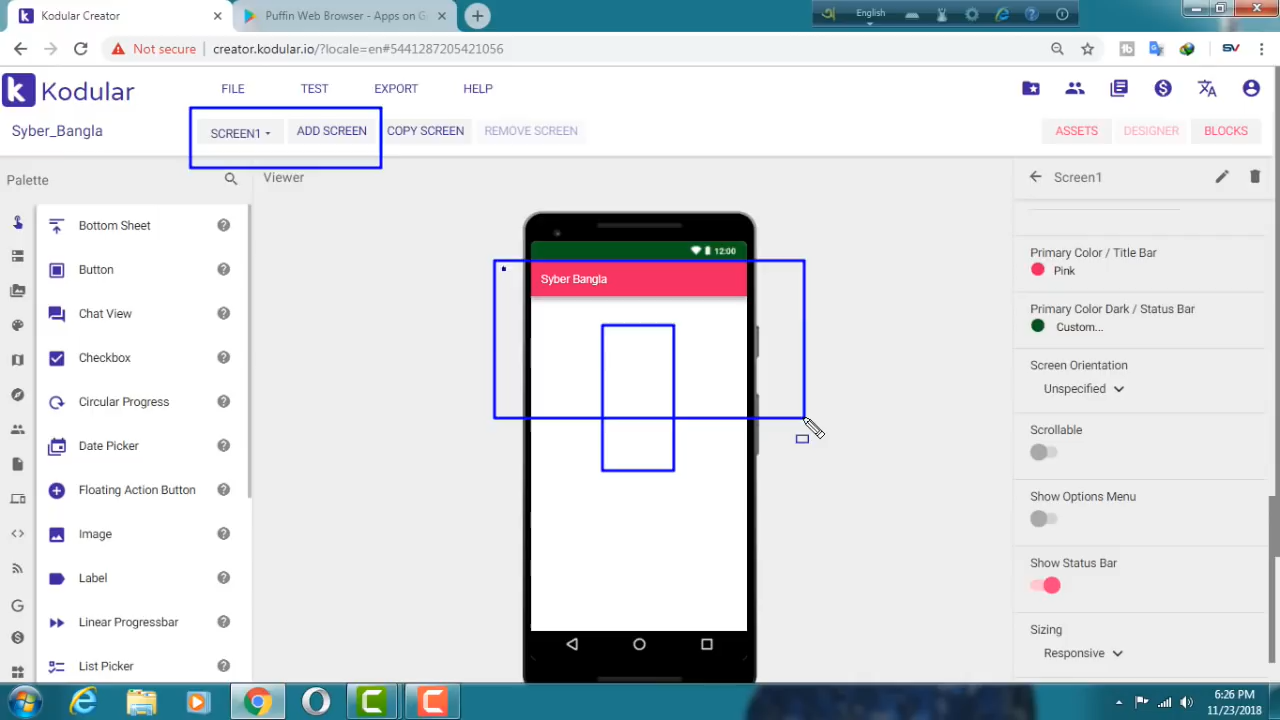 Kodular Creator
Puffin Web Browser - Apps on G
English
Not secure
creator.kodular.io/?locale=en#5441287205421056
Kodular
FILE
TEST
EXPORT
HELP
Syber_Bangla
SCREEN1
ADD SCREEN
COPY SCREEN
REMOVE SCREEN
ASSETS
DESIGNER
BLOCKS
Palette
Viewer
Screen1
Bottom Sheet
Button
Chat View
Checkbox
Circular Progress
Date Picker
Floating Action Button
Image
Label
Linear Progressbar
List Picker
12:00
Syber Bangla
Primary Color / Title Bar
Pink
Primary Color Dark / Status Bar
Custom...
Screen Orientation
Unspecified
Scrollable
Show Options Menu
Show Status Bar
Sizing
Responsive
6:26 PM
11/23/2018